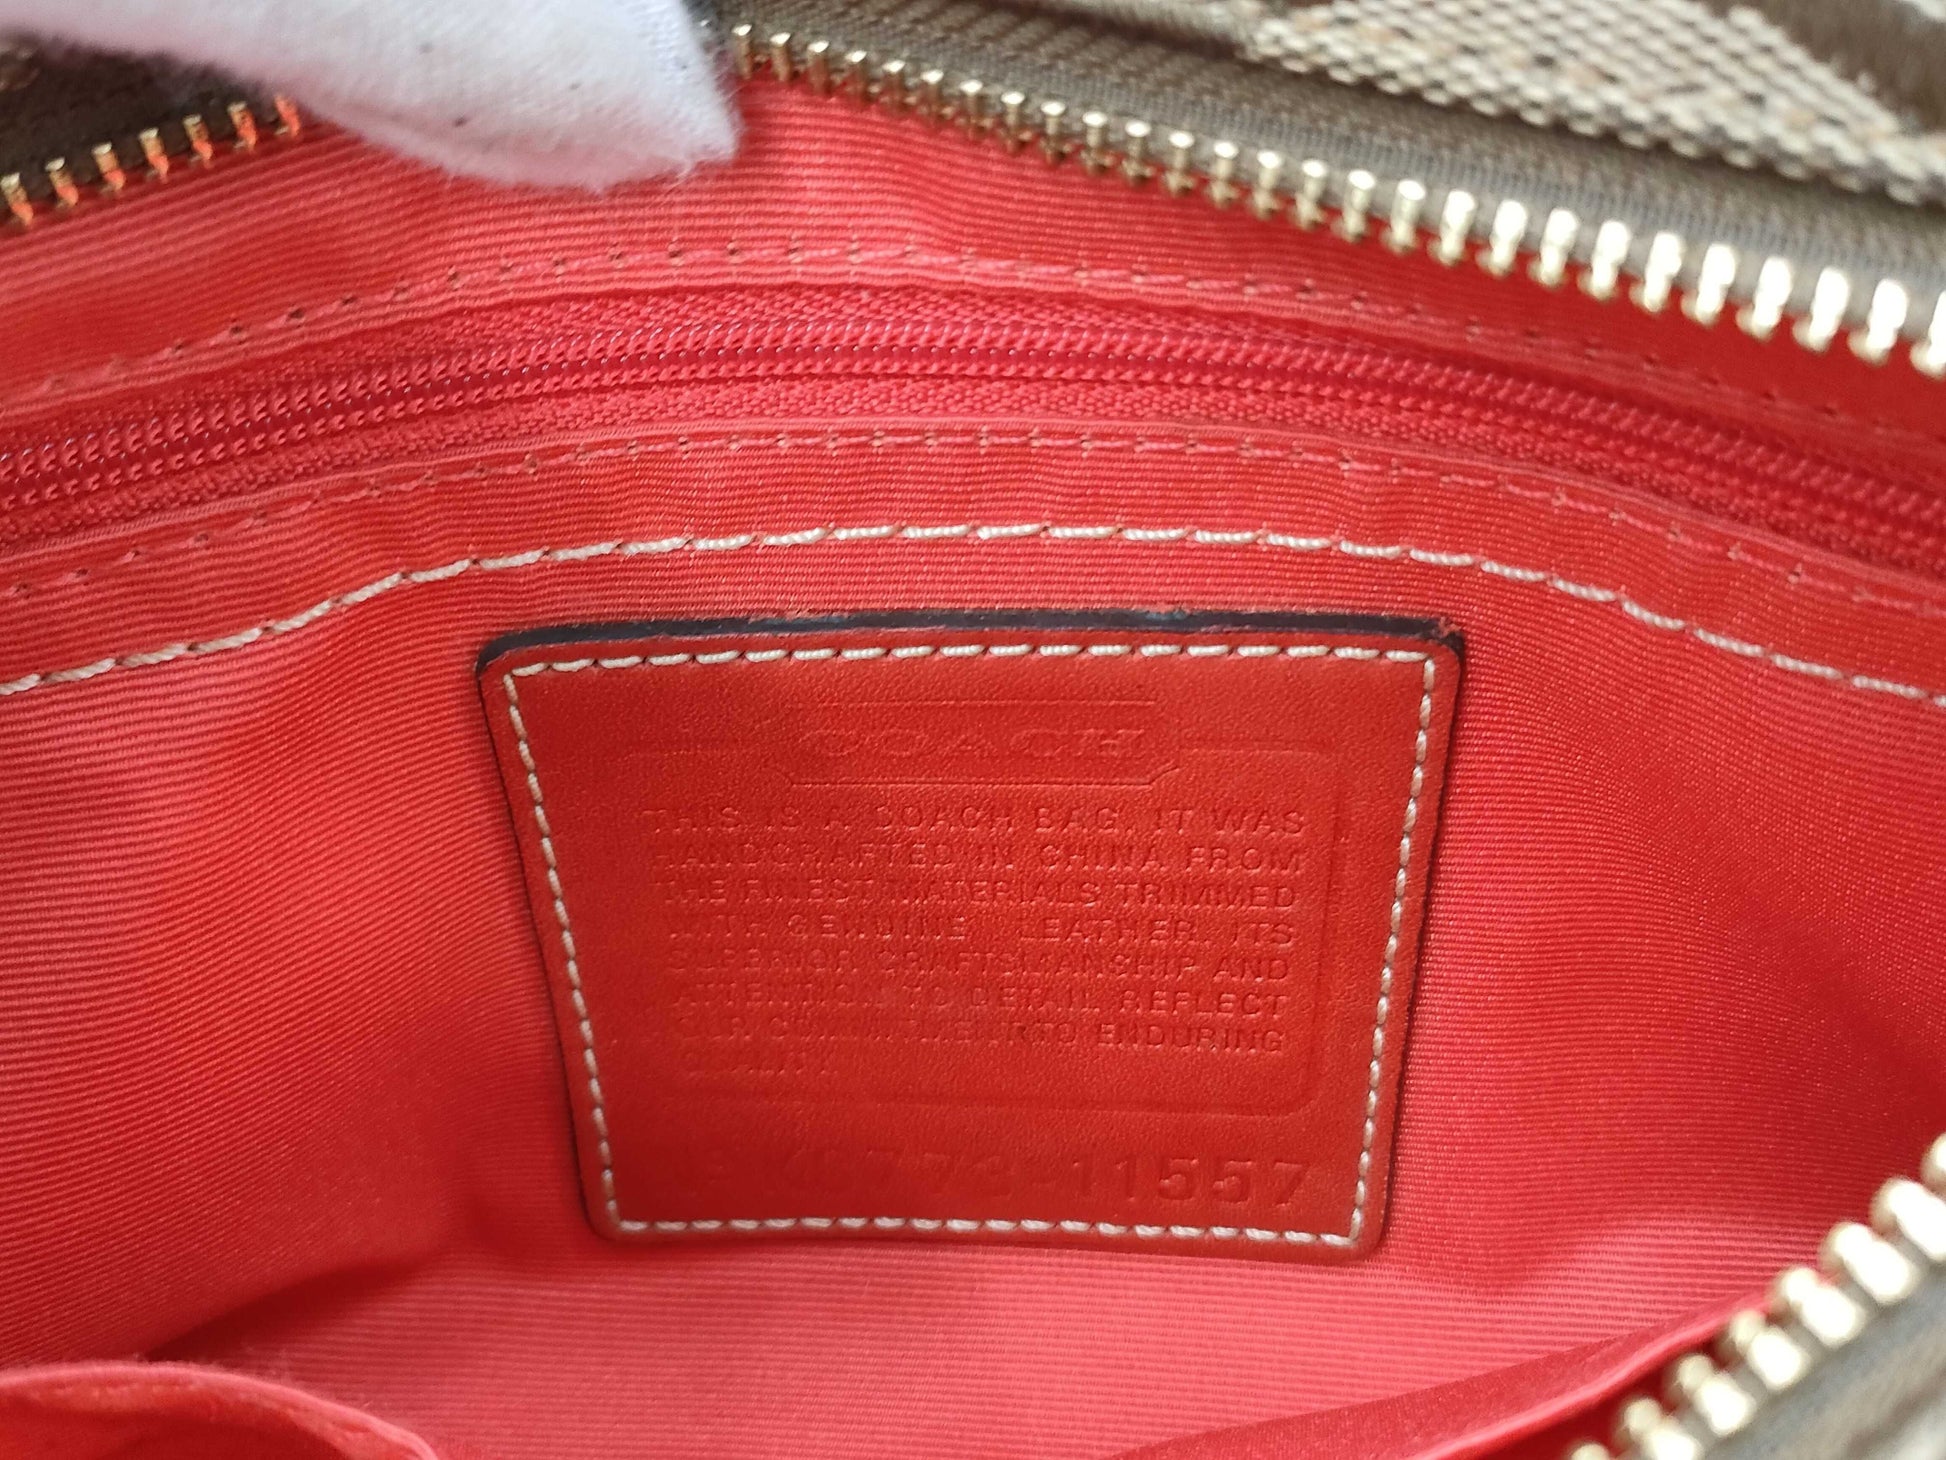 COACH
THIS IS A COACH BAG. IT WAS
HANDCRAFTED IN CHINA FROM
THE FINEST MATERIALS TRIMMED
WITH GENUINE LEATHER. ITS
SUPERIOR CRAFTSMANSHIP AND
ATTENTION TO DETAIL REFLECT
OUR COMMITMENT TO ENDURING
QUALITY
-11557